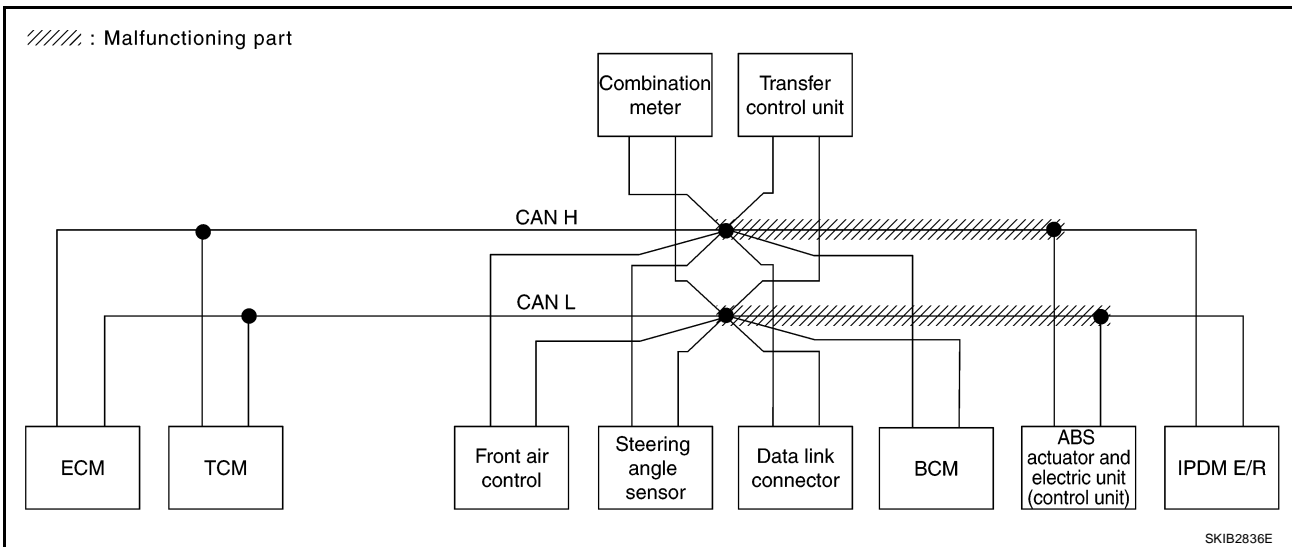 : Malfunctioning part
Combination
meter
Transfer
control unit
CAN H
CAN L
ECM
TCM
Front air
control
Steering
angle
sensor
Data link
connector
BCM
ABS
actuator and
electric unit
(control unit)
IPDM E/R
SKIB2836E